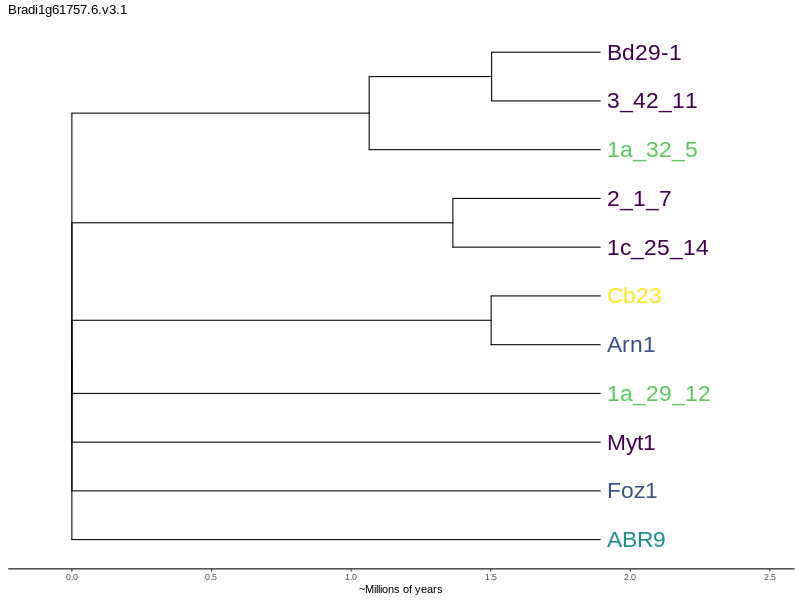 Bradi1g61757.6.v3.1
Bd29-1
3_42_11
1a_32_5
2_1_7
1c_25_14
Cb23
Arn1
1a_29_12
Myt1
Foz1
ABR9
0.0 0.5 1.0 1.5 2.0 2.5
~Millions of years